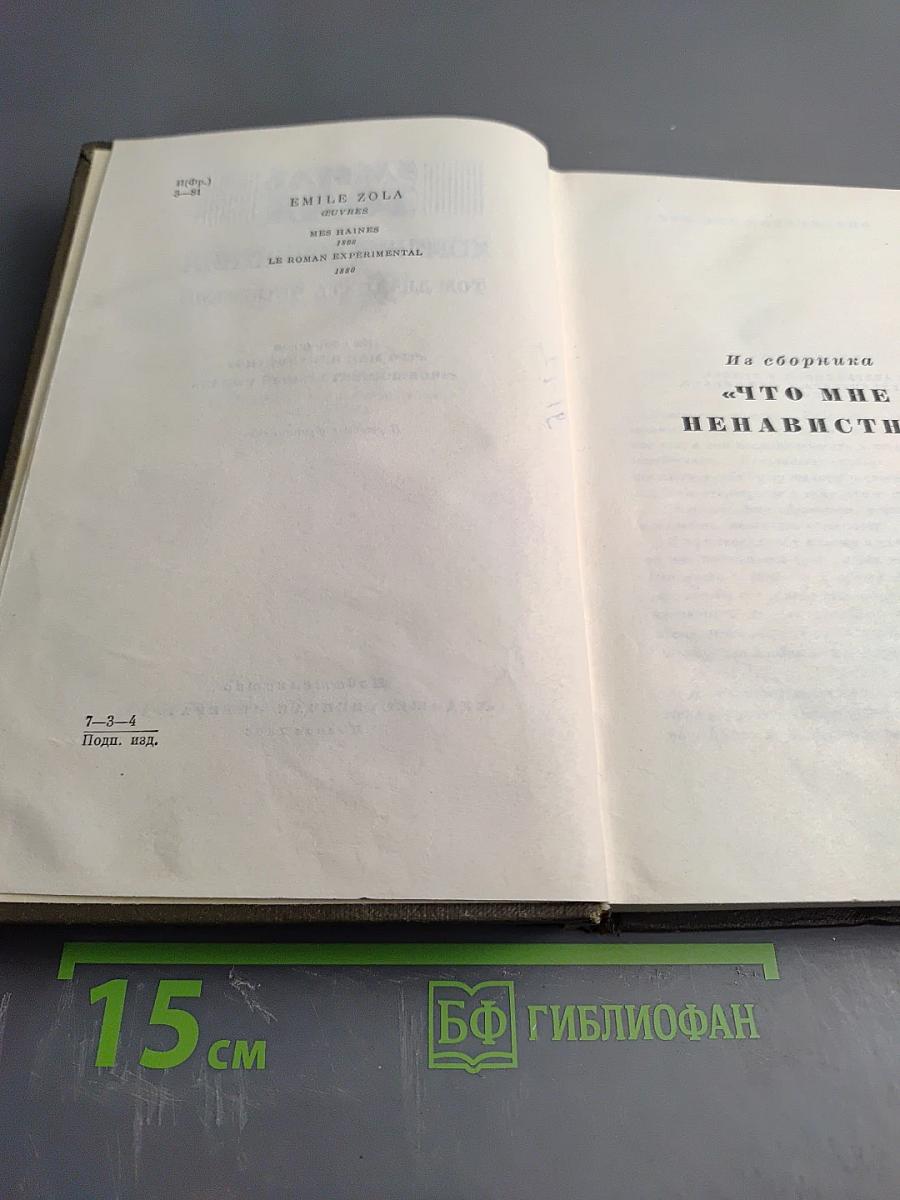 И(Фр.)
З—81
EMILE ZOLA
ŒUVRES
MES HAINES
1866
LE ROMAN EXPÉRIMENTAL
1880
7—3—4
Подп. изд.
Из сборника
«ЧТО МНЕ
НЕНАВИСТН
15 см
БФ ГИБЛИОФАН